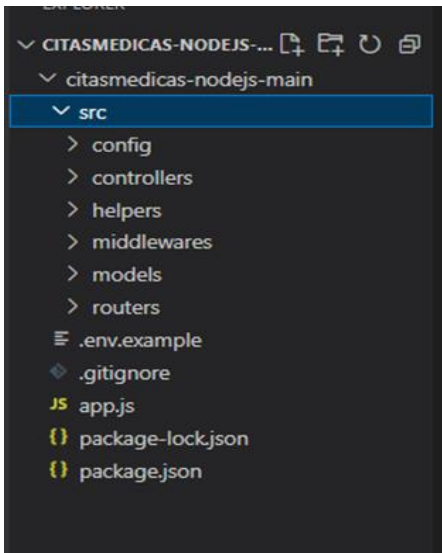 EXPLORER
CITASMEDICAS-NODEJS-...
citasmedicas-nodejs-main
src
config
controllers
helpers
middlewares
models
routers
.env.example
.gitignore
JS app.js
{} package-lock.json
{} package.json